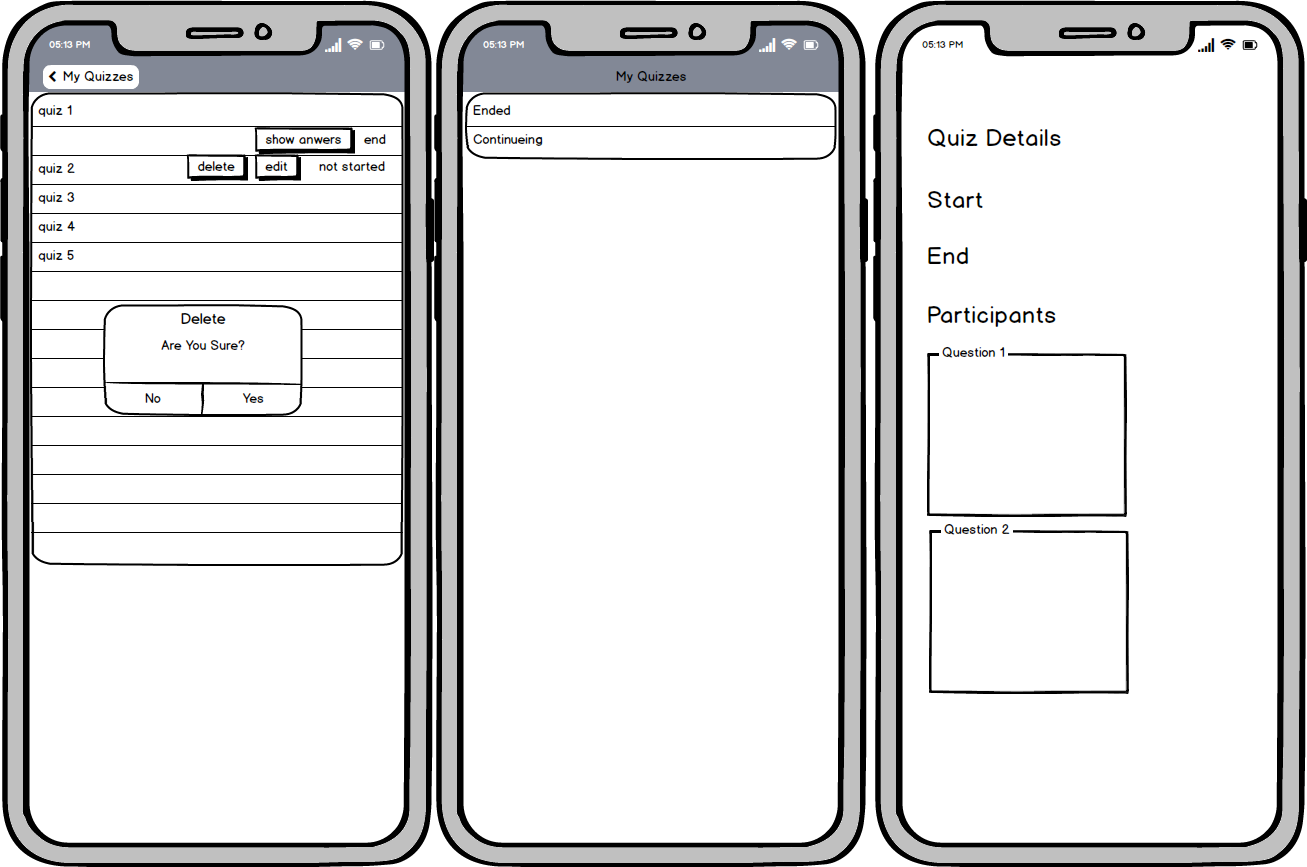 05:13 PM
My Quizzes
quiz 1
show anwers end
quiz 2 delete edit not started
quiz 3
quiz 4
quiz 5
Delete
Are You Sure?
No Yes
05:13 PM
My Quizzes
Ended
Continueing
05:13 PM
Quiz Details
Start
End
Participants
Question 1
Question 2